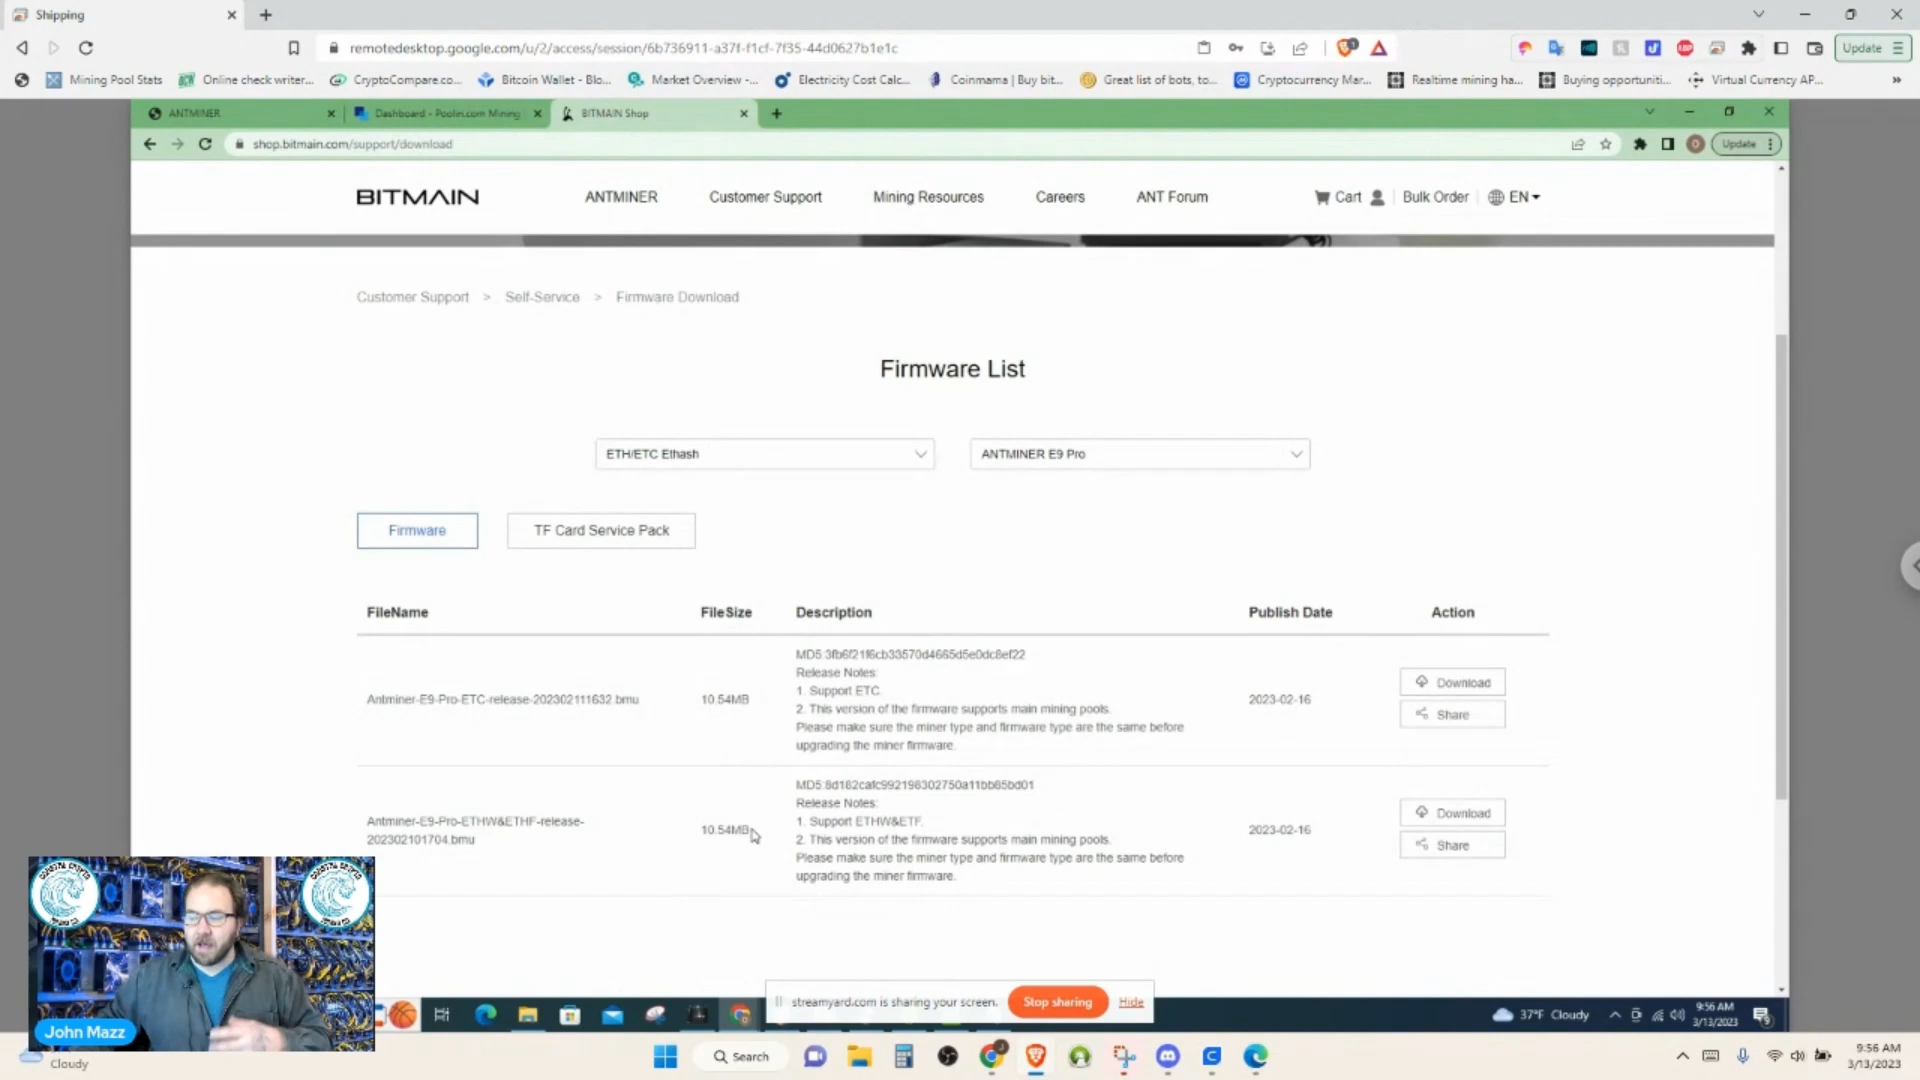 Shipping
remotedesktop.google.com/u/2/access/session/6b736911-a37f-f1cf-7f35-44d0627b1e1c
Update
Mining Pool Stats
Online check writer...
CryptoCompare.co...
Bitcoin Wallet - Blo...
Market Overview -...
Electricity Cost Calc...
Coinmama | Buy bit...
Great list of bots, to...
Cryptocurrency Mar...
Realtime mining ha...
Buying opportuniti...
Virtual Currency AP...
ANTMINER
Dashboard - Poolin.com Mining
BITMAIN Shop
shop.bitmain.com/support/download
Update
BITMAIN
ANTMINER
Customer Support
Mining Resources
Careers
ANT Forum
Cart
Bulk Order
EN
Customer Support > Self-Service > Firmware Download
Firmware List
ETH/ETC Ethash
ANTMINER E9 Pro
Firmware
TF Card Service Pack
FileName FileSize Description Publish Date Action
MD5:3fb6f21f6cb33570d4665d5e0dc8ef22
Release Notes:
1. Support ETC.
Antminer-E9-Pro-ETC-release-202302111632.bmu
10.54MB
2. This version of the firmware supports main mining pools.
Please make sure the miner type and firmware type are the same before
upgrading the miner firmware.
2023-02-16
Download
Share
MD5:8d182cafc992198302750a11bb85bd01
Release Notes:
1. Support ETHW&ETF.
Antminer-E9-Pro-ETHW&ETHF-release-
202302101704.bmu
10.54MB
2. This version of the firmware supports main mining pools.
Please make sure the miner type and firmware type are the same before
upgrading the miner firmware.
2023-02-16
Download
Share
streamyard.com is sharing your screen.
Stop sharing
Hide
37°F Cloudy
9:56 AM
3/13/2023
John Mazz
Cloudy
Search
9:56 AM
3/13/2023